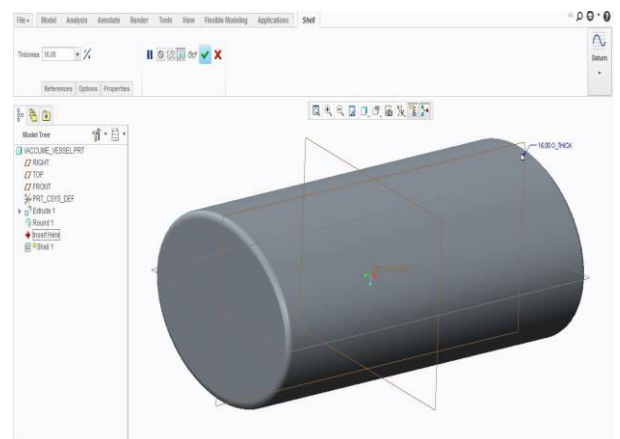 File Model Analysis Annotate Render Tools View Flexible Modeling Applications Shell
Thickness 16.00
References Options Properties
Datum
Model Tree
VACCUME_VESSEL.PRT
RIGHT
TOP
FRONT
PRT_CSYS_DEF
Extrude 1
Round 1
Insert Here
Shell 1
16.00 O_THICK